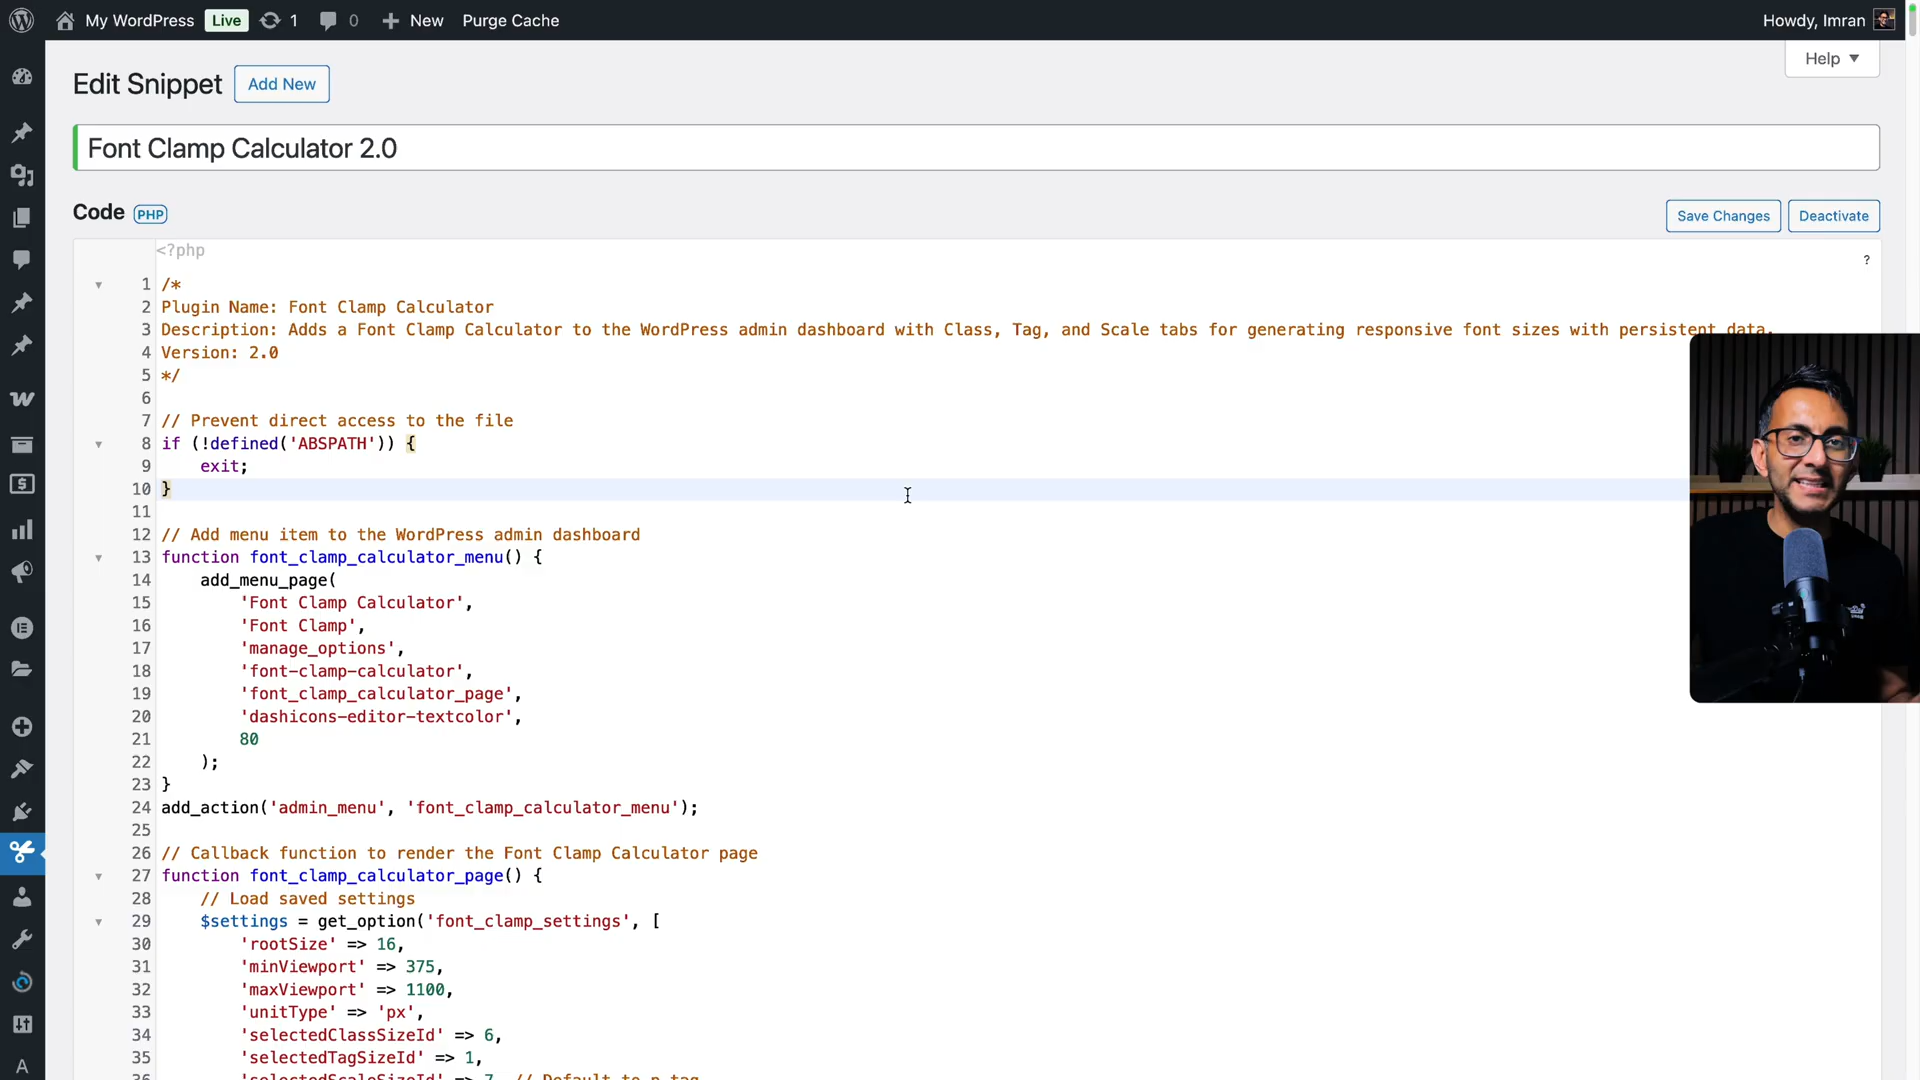 My WordPress Live 1 0 New Purge Cache Howdy, Imran
Help ▼
Edit Snippet Add New
Font Clamp Calculator 2.0
Code PHP Save Changes Deactivate
<?php
?
1 /*
2 Plugin Name: Font Clamp Calculator
3 Description: Adds a Font Clamp Calculator to the WordPress admin dashboard with Class, Tag, and Scale tabs for generating responsive font sizes with persistent data.
4 Version: 2.0
5 */
6
7 // Prevent direct access to the file
8 if (!defined('ABSPATH')) {
9 exit;
10 }
11
12 // Add menu item to the WordPress admin dashboard
13 function font_clamp_calculator_menu() {
14 add_menu_page(
15 'Font Clamp Calculator',
16 'Font Clamp',
17 'manage_options',
18 'font-clamp-calculator',
19 'font_clamp_calculator_page',
20 'dashicons-editor-textcolor',
21 80
22 );
23 }
24 add_action('admin_menu', 'font_clamp_calculator_menu');
25
26 // Callback function to render the Font Clamp Calculator page
27 function font_clamp_calculator_page() {
28 // Load saved settings
29 $settings = get_option('font_clamp_settings', [
30 'rootSize' => 16,
31 'minViewport' => 375,
32 'maxViewport' => 1100,
33 'unitType' => 'px',
34 'selectedClassSizeId' => 6,
35 'selectedTagSizeId' => 1,
36 'selectedScaleSizeId' => 7, // Default to p tag